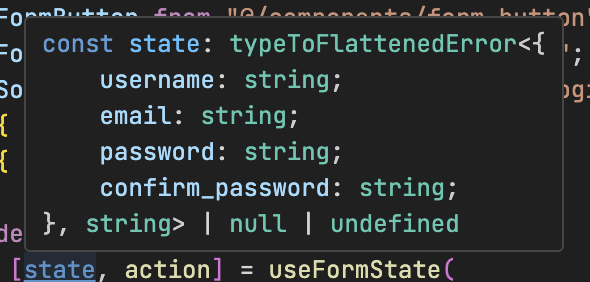 FormButton from "@/components/form-button"
const state: typeToFlattenedError<{
Fo
";
username: string;
So
ogi
email: string;
{
password: string;
{
confirm_password: string;
}, string> | null | undefined
de
[state, action] = useFormState(